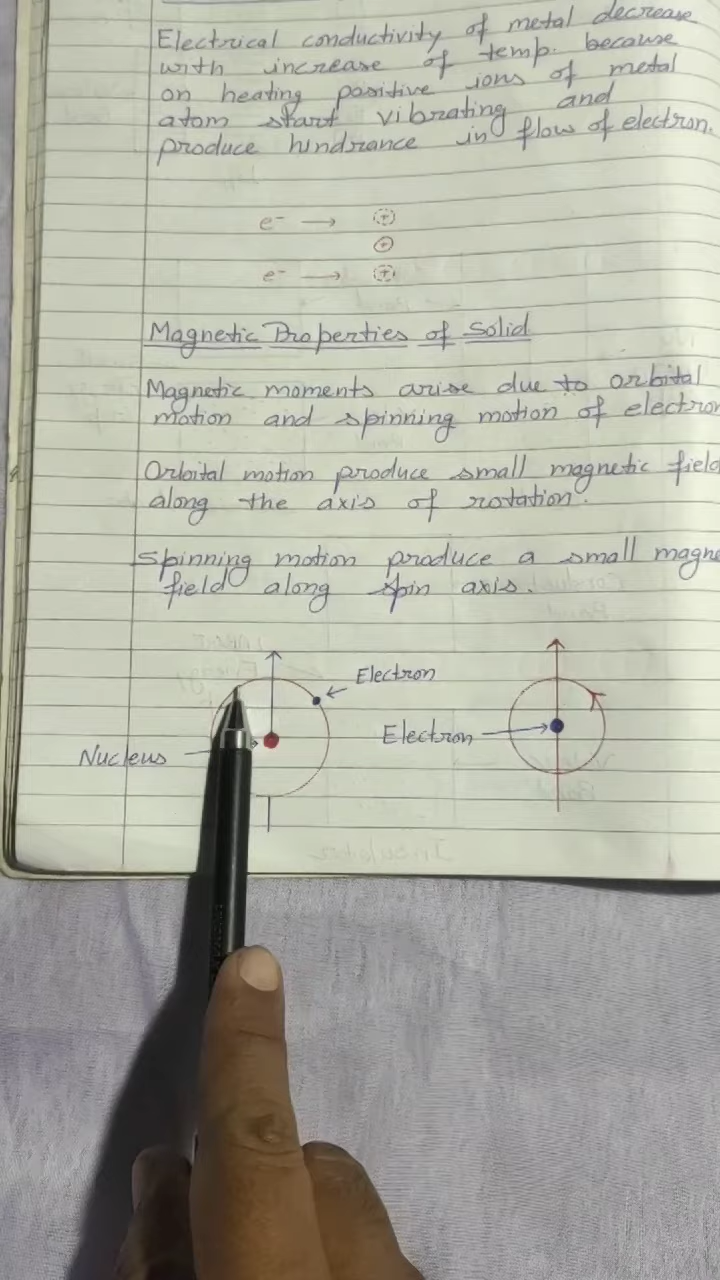 Electrical conductivity of metal decrease
with increase of temp. because
on heating positive ions of metal
atom start vibrating and
produce hindrance in flow of electron.
e⁻ → (+)
(+)
e⁻ → (+)
Magnetic Properties of Solid
Magnetic moments arise due to orbital
motion and spinning motion of electron
Orbital motion produce small magnetic field
along the axis of rotation.
Spinning motion produce a small magne
field along spin axis.
Electron
Electron
Nucleus